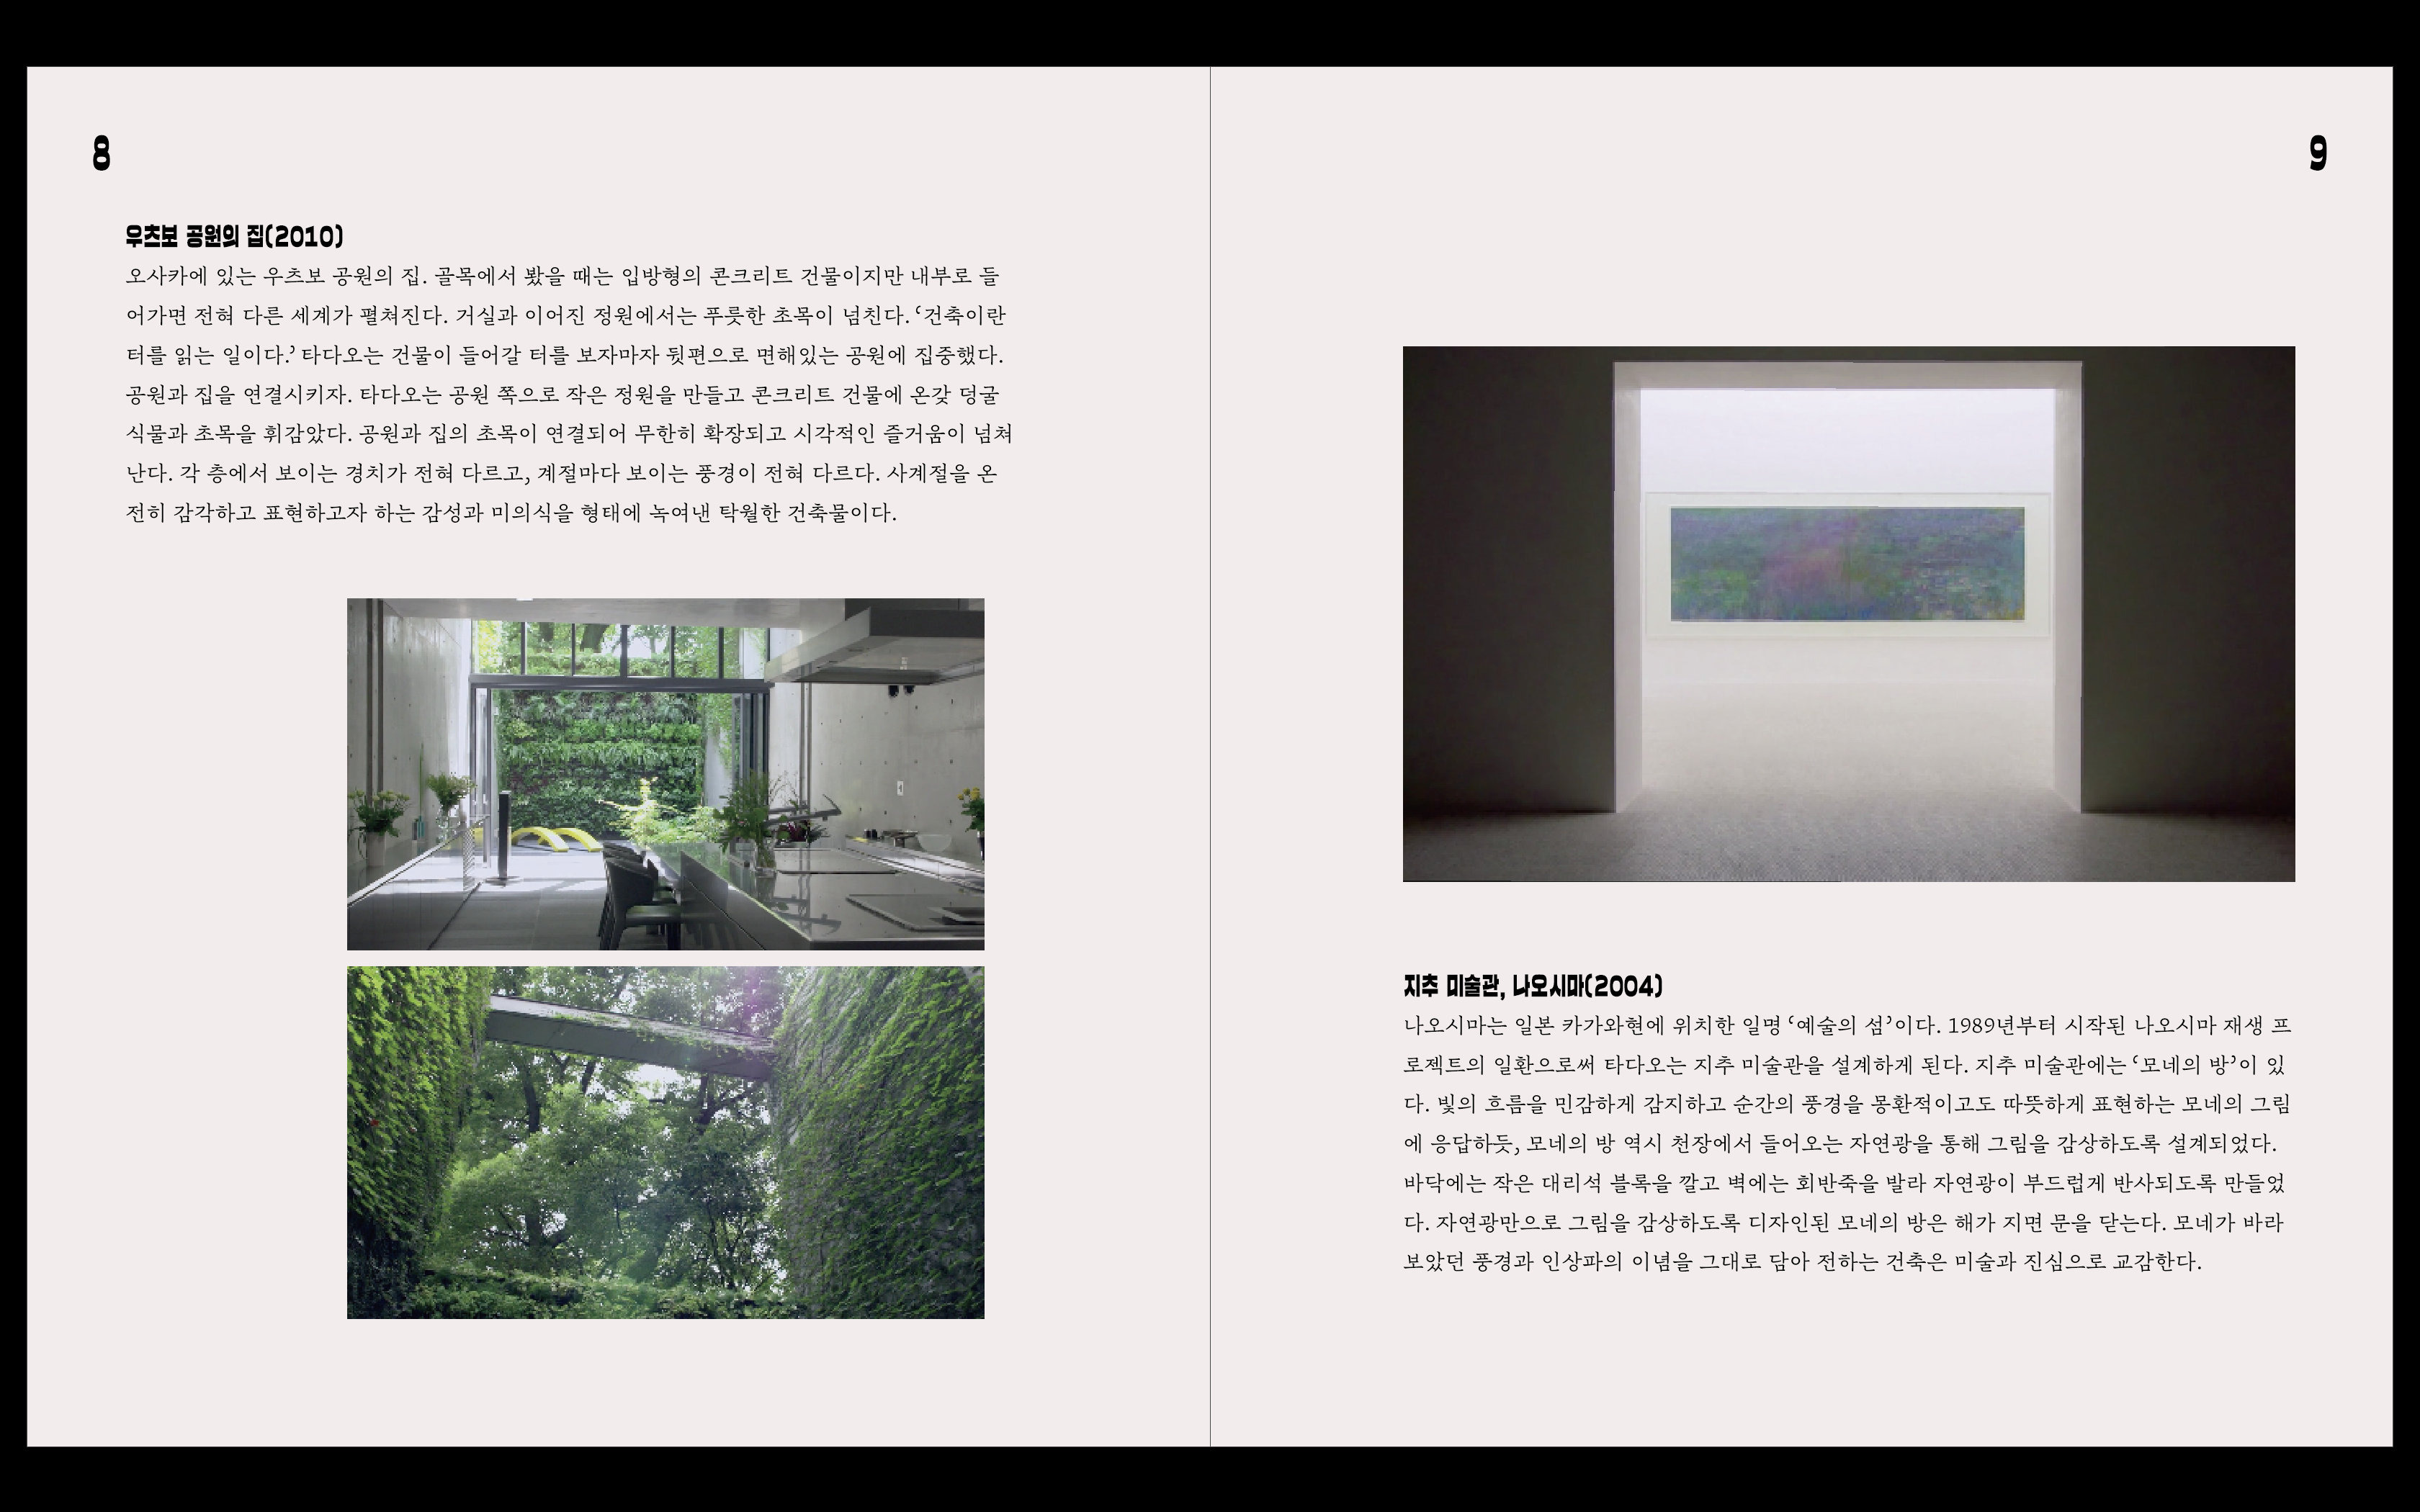 8
우츠보 공원의 집(2010)
오사카에 있는 우츠보 공원의 집. 골목에서 봤을 때는 입방형의 콘크리트 건물이지만 내부로 들
어가면 전혀 다른 세계가 펼쳐진다. 거실과 이어진 정원에서는 푸릇한 초목이 넘친다. ‘건축이란
터를 읽는 일이다.’ 타다오는 건물이 들어갈 터를 보자마자 뒷편으로 면해있는 공원에 집중했다.
공원과 집을 연결시키자. 타다오는 공원 쪽으로 작은 정원을 만들고 콘크리트 건물에 온갖 덩굴
식물과 초목을 휘감았다. 공원과 집의 초목이 연결되어 무한히 확장되고 시각적인 즐거움이 넘쳐
난다. 각 층에서 보이는 경치가 전혀 다르고, 계절마다 보이는 풍경이 전혀 다르다. 사계절을 온
전히 감각하고 표현하고자 하는 감성과 미의식을 형태에 녹여낸 탁월한 건축물이다.
9
지추 미술관, 나오시마(2004)
나오시마는 일본 카가와현에 위치한 일명 ‘예술의 섬’이다. 1989년부터 시작된 나오시마 재생 프
로젝트의 일환으로써 타다오는 지추 미술관을 설계하게 된다. 지추 미술관에는 ‘모네의 방’이 있
다. 빛의 흐름을 민감하게 감지하고 순간의 풍경을 몽환적이고도 따뜻하게 표현하는 모네의 그림
에 응답하듯, 모네의 방 역시 천장에서 들어오는 자연광을 통해 그림을 감상하도록 설계되었다.
바닥에는 작은 대리석 블록을 깔고 벽에는 회반죽을 발라 자연광이 부드럽게 반사되도록 만들었
다. 자연광만으로 그림을 감상하도록 디자인된 모네의 방은 해가 지면 문을 닫는다. 모네가 바라
보았던 풍경과 인상파의 이념을 그대로 담아 전하는 건축은 미술과 진심으로 교감한다.